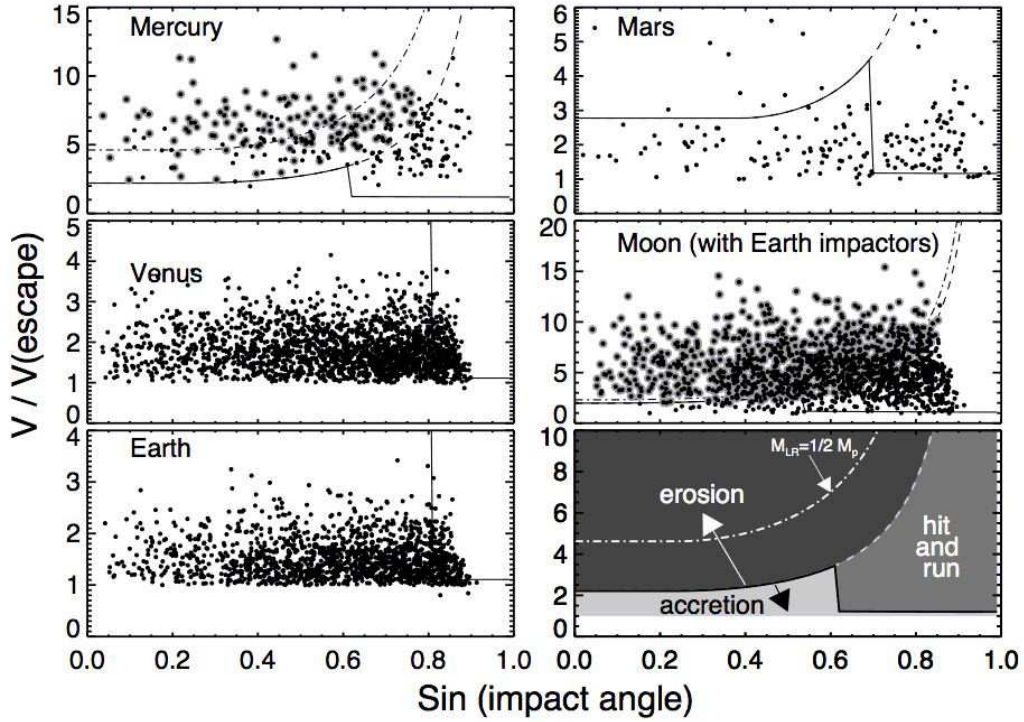 Mercury
15
10
5
0
Mars
6
5
4
3
2
1
0
Venus
5
4
3
2
1
0
Moon (with Earth impactors)
20
15
10
5
0
Earth
4
3
2
1
0
10
8
6
4
2
0
M_LR=1/2 M_p
erosion
hit
and
run
accretion
0.0 0.2 0.4 0.6 0.8 1.0
0.0 0.2 0.4 0.6 0.8 1.0
V / V(escape)
Sin (impact angle)